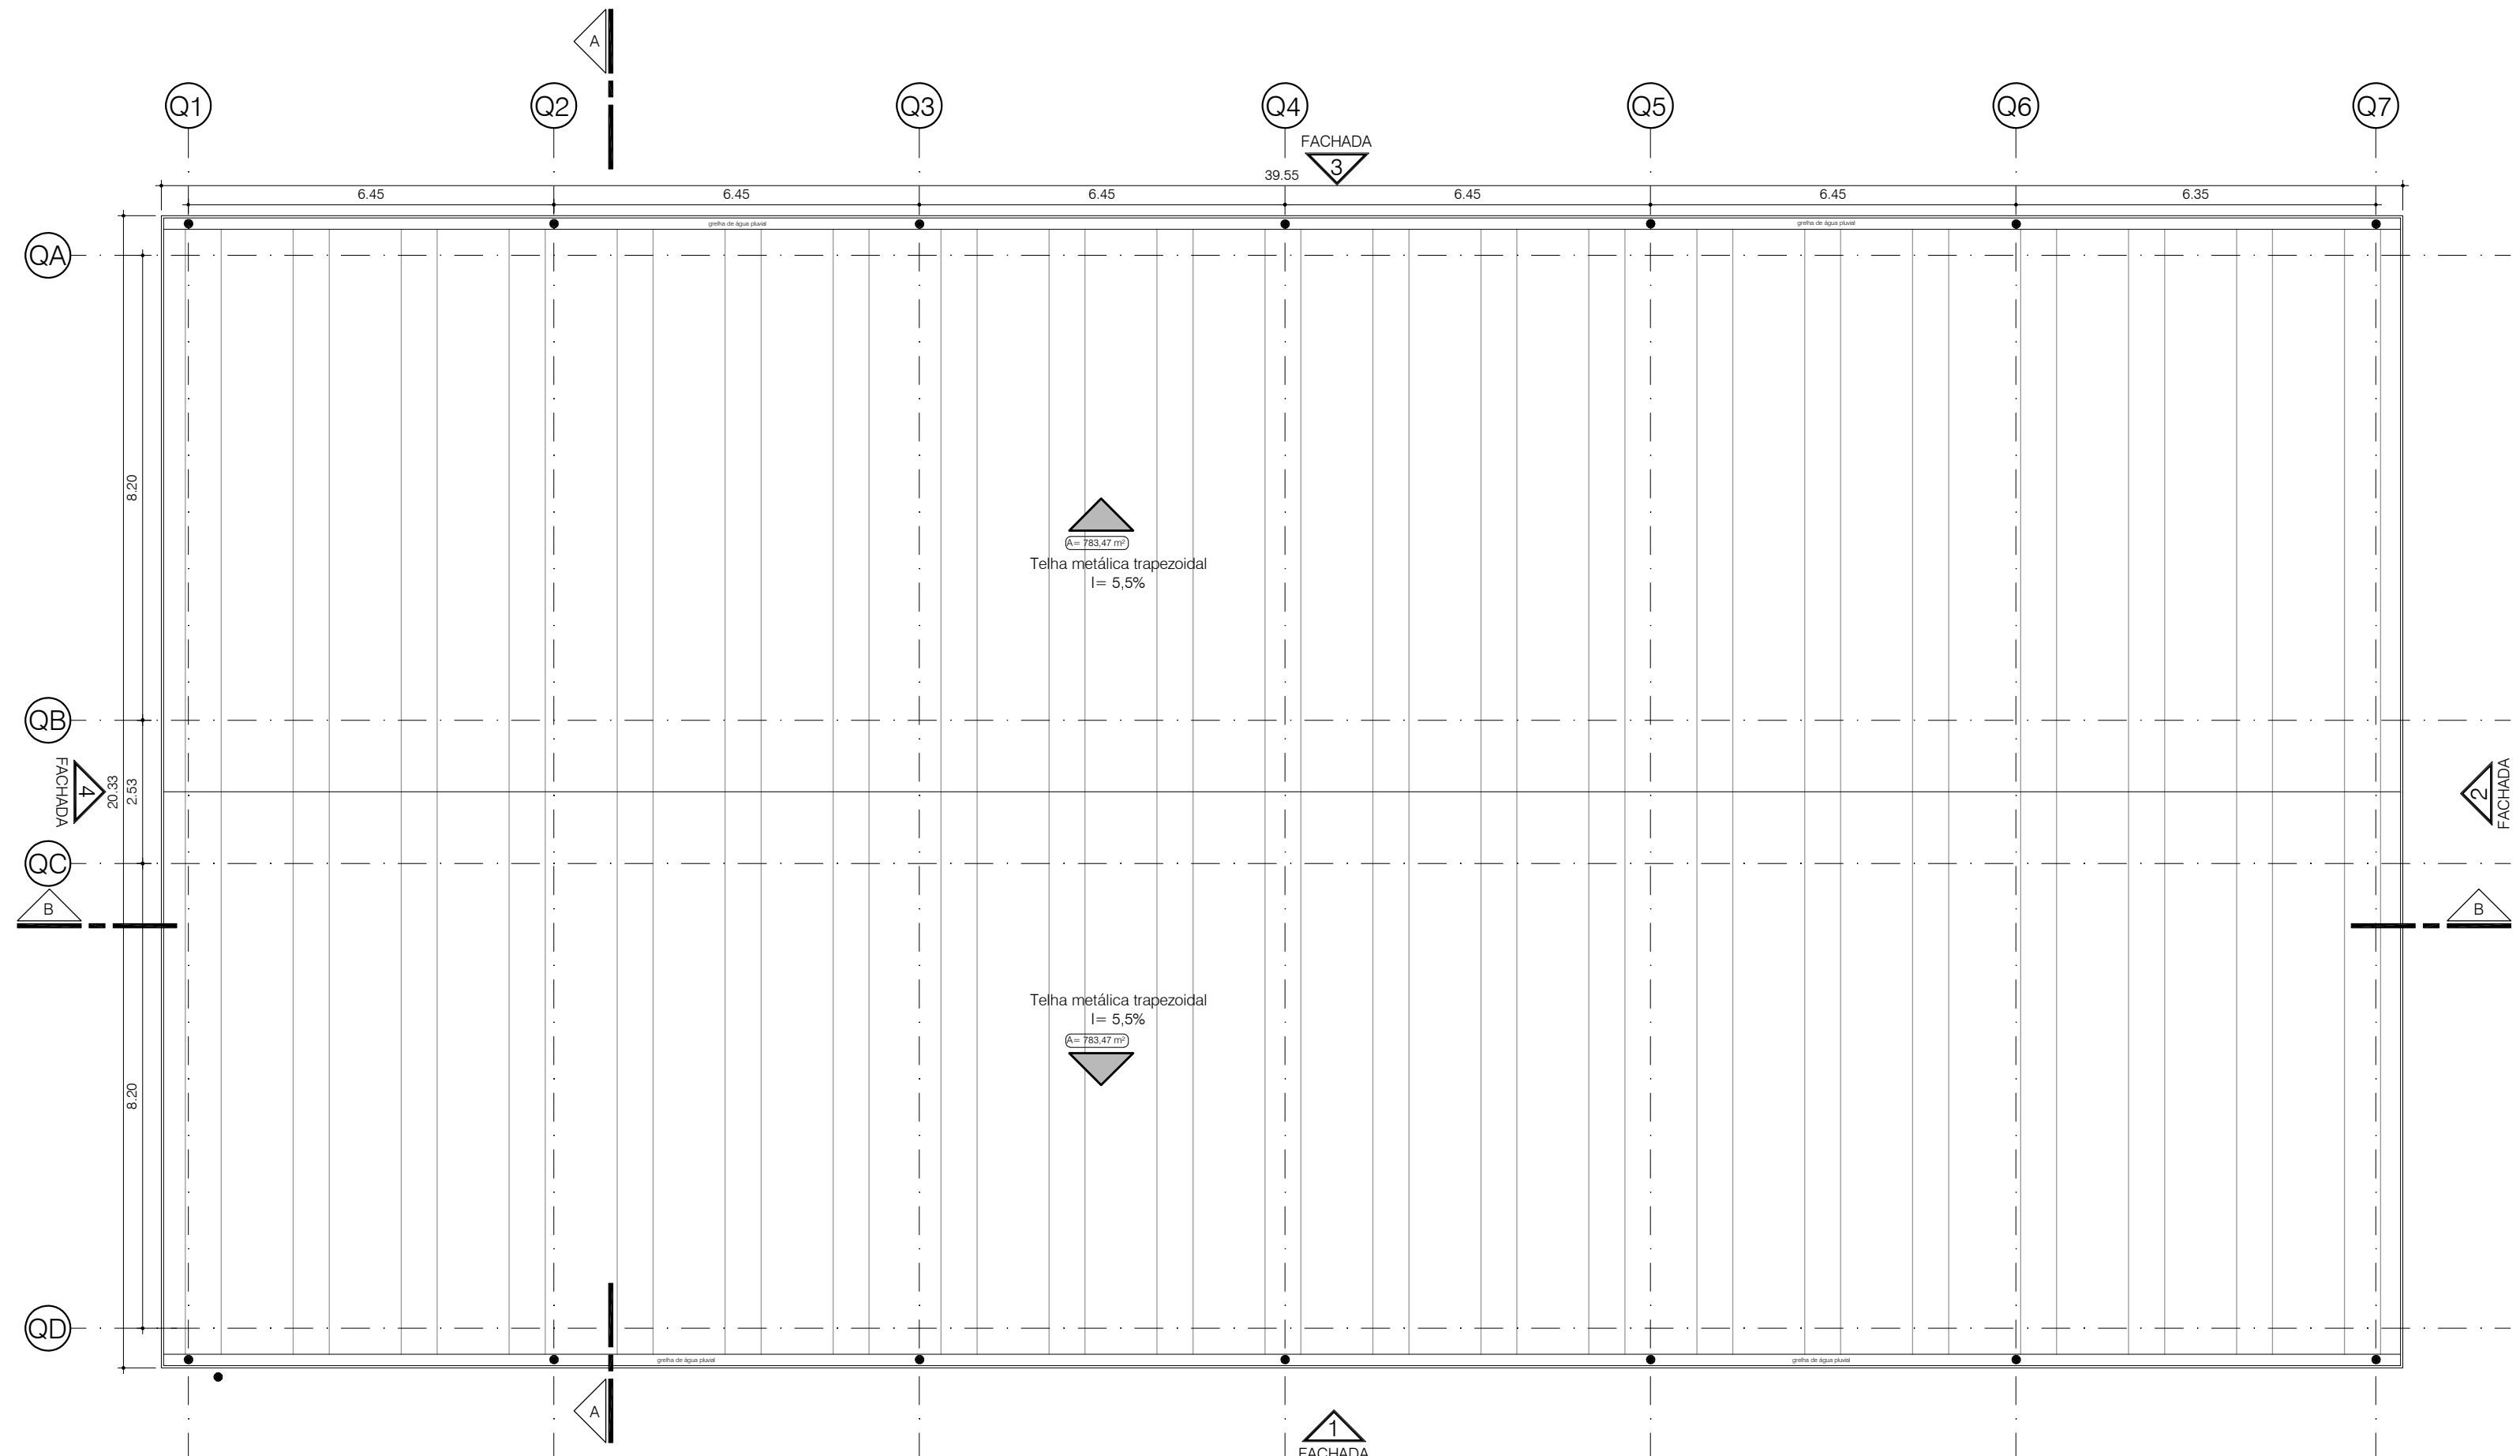 A
Q1
Q2
Q3
Q4
Q5
Q6
Q7
FACHADA
3
39.55
6.45
6.45
6.45
6.45
6.45
6.35
grelha de água pluvial
grelha de água pluvial
QA
8.20
A= 783,47 m²
Telha metálica trapezoidal
I= 5,5%
QB
FACHADA
4
20.33
2.53
2
FACHADA
QC
B
B
Telha metálica trapezoidal
I= 5,5%
A= 783,47 m²
8.20
QD
grelha de água pluvial
grelha de água pluvial
A
1
FACHADA